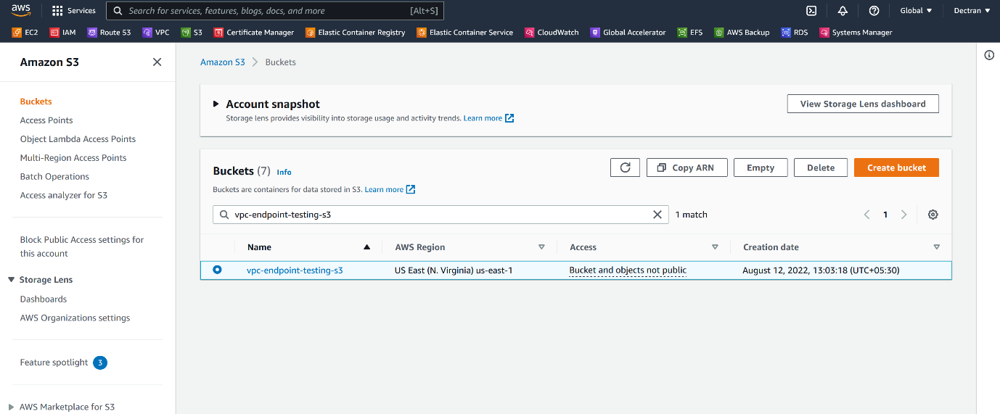 aws Services Search for services, features, blogs, docs, and more [Alt+S] Global Dectran
EC2 IAM Route 53 VPC S3 Certificate Manager Elastic Container Registry Elastic Container Service CloudWatch Global Accelerator EFS AWS Backup RDS Systems Manager
Amazon S3
Buckets
Access Points
Object Lambda Access Points
Multi-Region Access Points
Batch Operations
Access analyzer for S3
Block Public Access settings for
this account
Storage Lens
Dashboards
AWS Organizations settings
Feature spotlight 3
AWS Marketplace for S3
Amazon S3 Buckets
Account snapshot
Storage lens provides visibility into storage usage and activity trends. Learn more
View Storage Lens dashboard
Buckets (7) Info
Buckets are containers for data stored in S3. Learn more
Copy ARN Empty Delete Create bucket
vpc-endpoint-testing-s3 1 match 1
Name AWS Region Access Creation date
vpc-endpoint-testing-s3 US East (N. Virginia) us-east-1 Bucket and objects not public August 12, 2022, 13:03:18 (UTC+05:30)